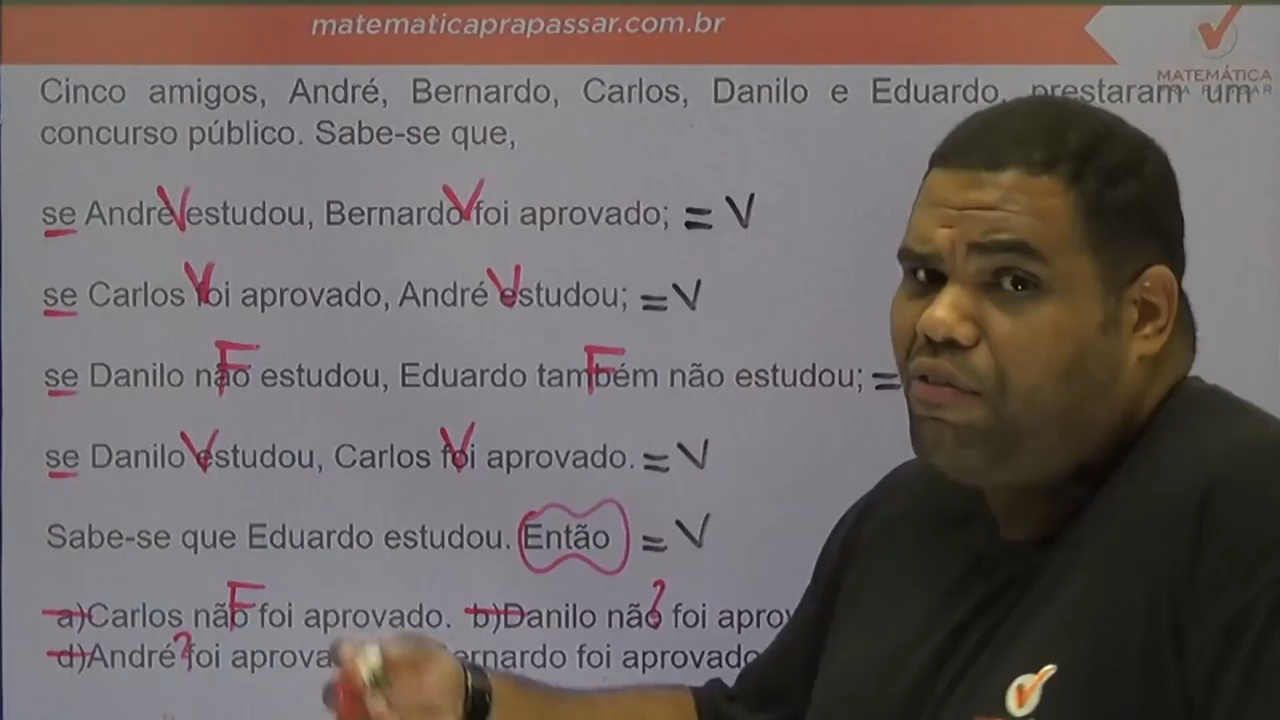 matematicaprapassar.com.br
MATEMÁTICA
PRA PASSAR
Cinco amigos, André, Bernardo, Carlos, Danilo e Eduardo, prestaram um
concurso público. Sabe-se que,
se André V estudou, Bernardo V foi aprovado; = V
se Carlos V foi aprovado, André V estudou; = V
se Danilo não F estudou, Eduardo também F não estudou; =
se Danilo V estudou, Carlos V foi aprovado. = V
Sabe-se que Eduardo estudou. Então = V
a) Carlos não F foi aprovado. b) Danilo não ? foi
d) André ? foi Bernardo foi aprovado